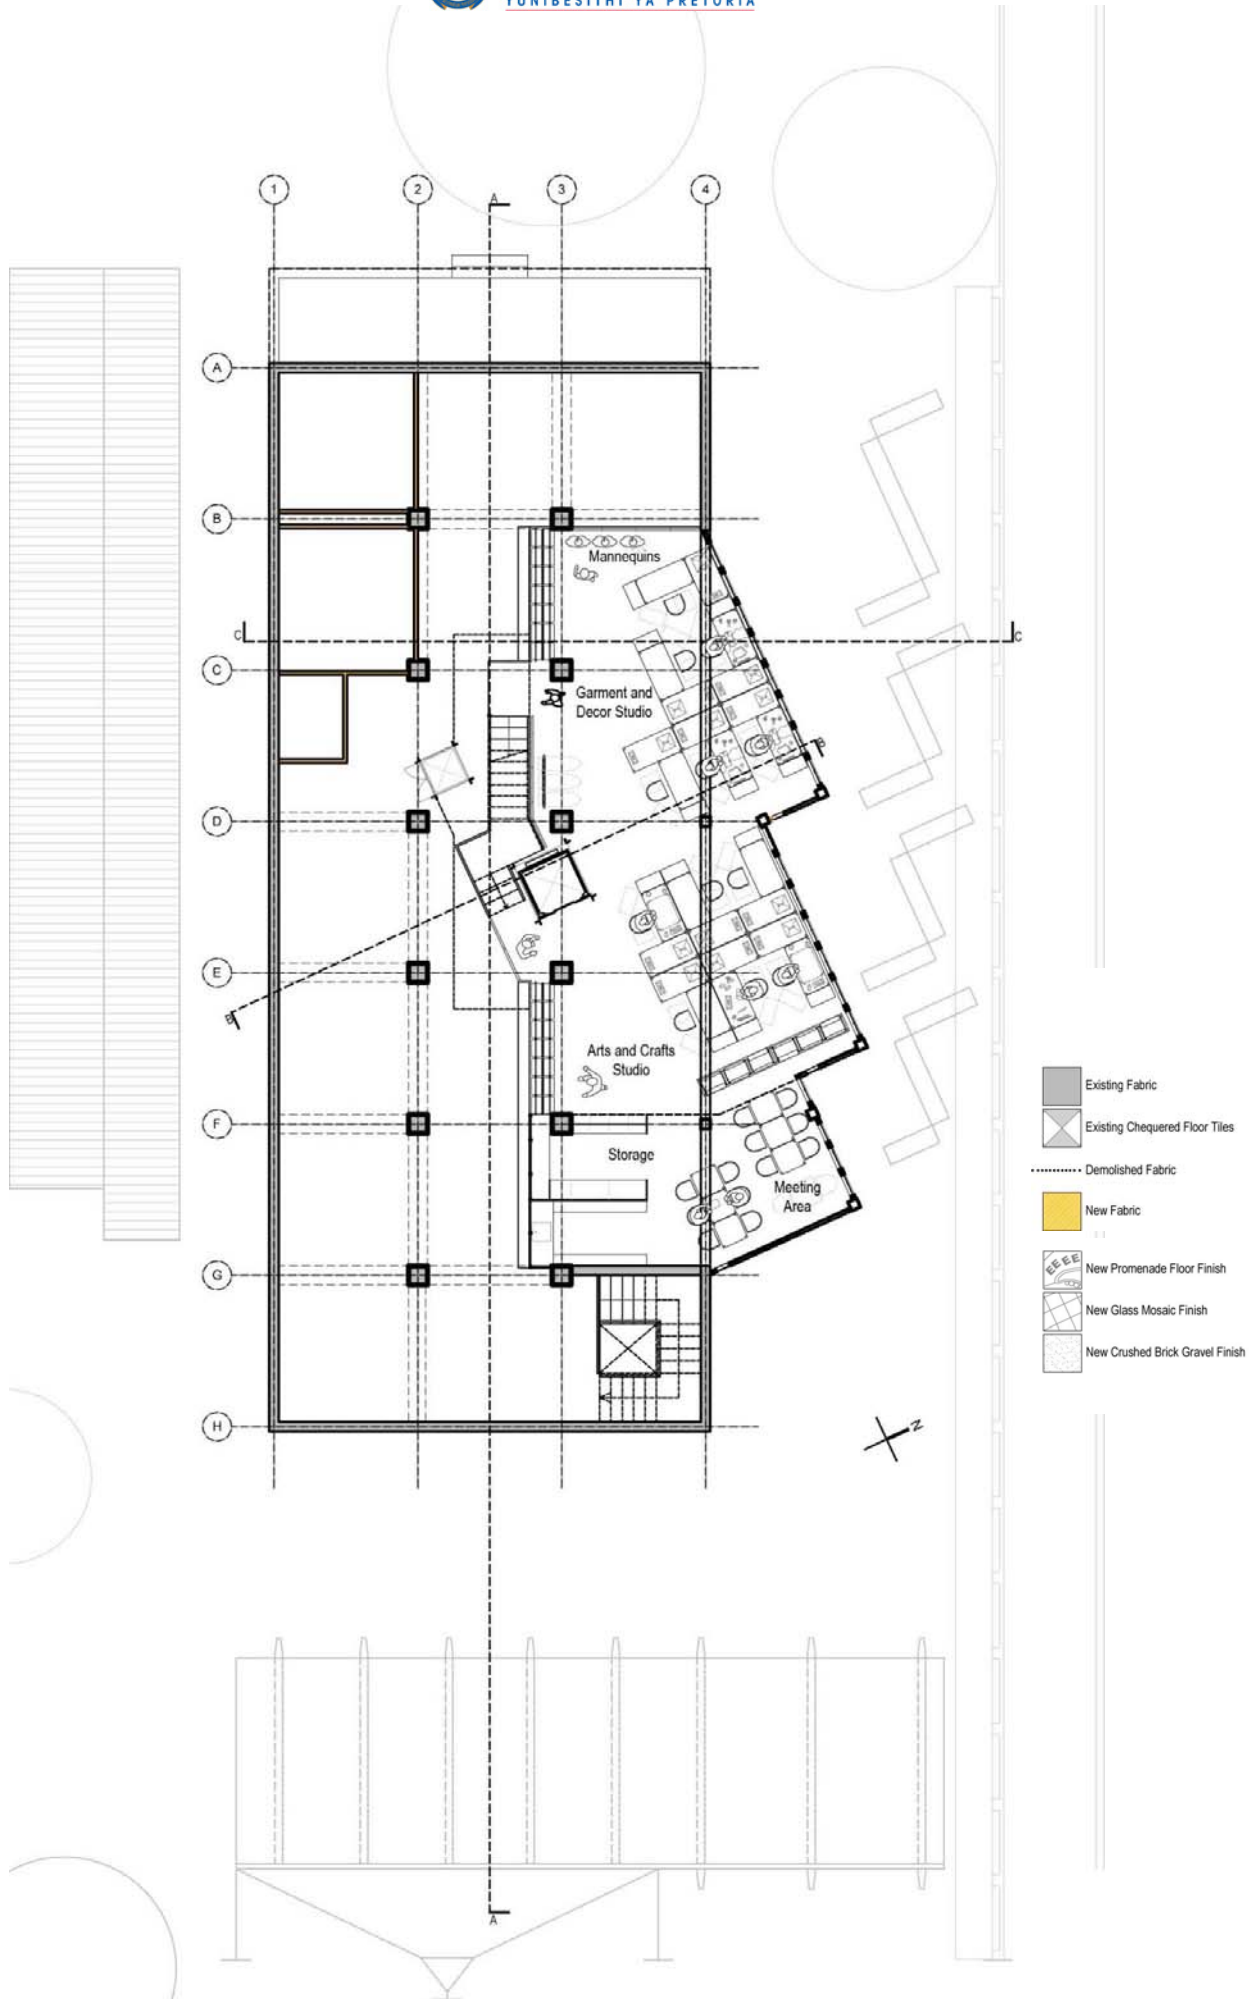 YUNIBESITHI YA PRETORIA
1
2
3
4
A
A
B
Mannequins
C
C
C
Garment and
Decor Studio
B
D
E
B
Arts and Crafts
Studio
Existing Fabric
F
Existing Chequered Floor Tiles
Storage
Demolished Fabric
Meeting
Area
New Fabric
EEEE
New Promenade Floor Finish
G
New Glass Mosaic Finish
New Crushed Brick Gravel Finish
H
N
A